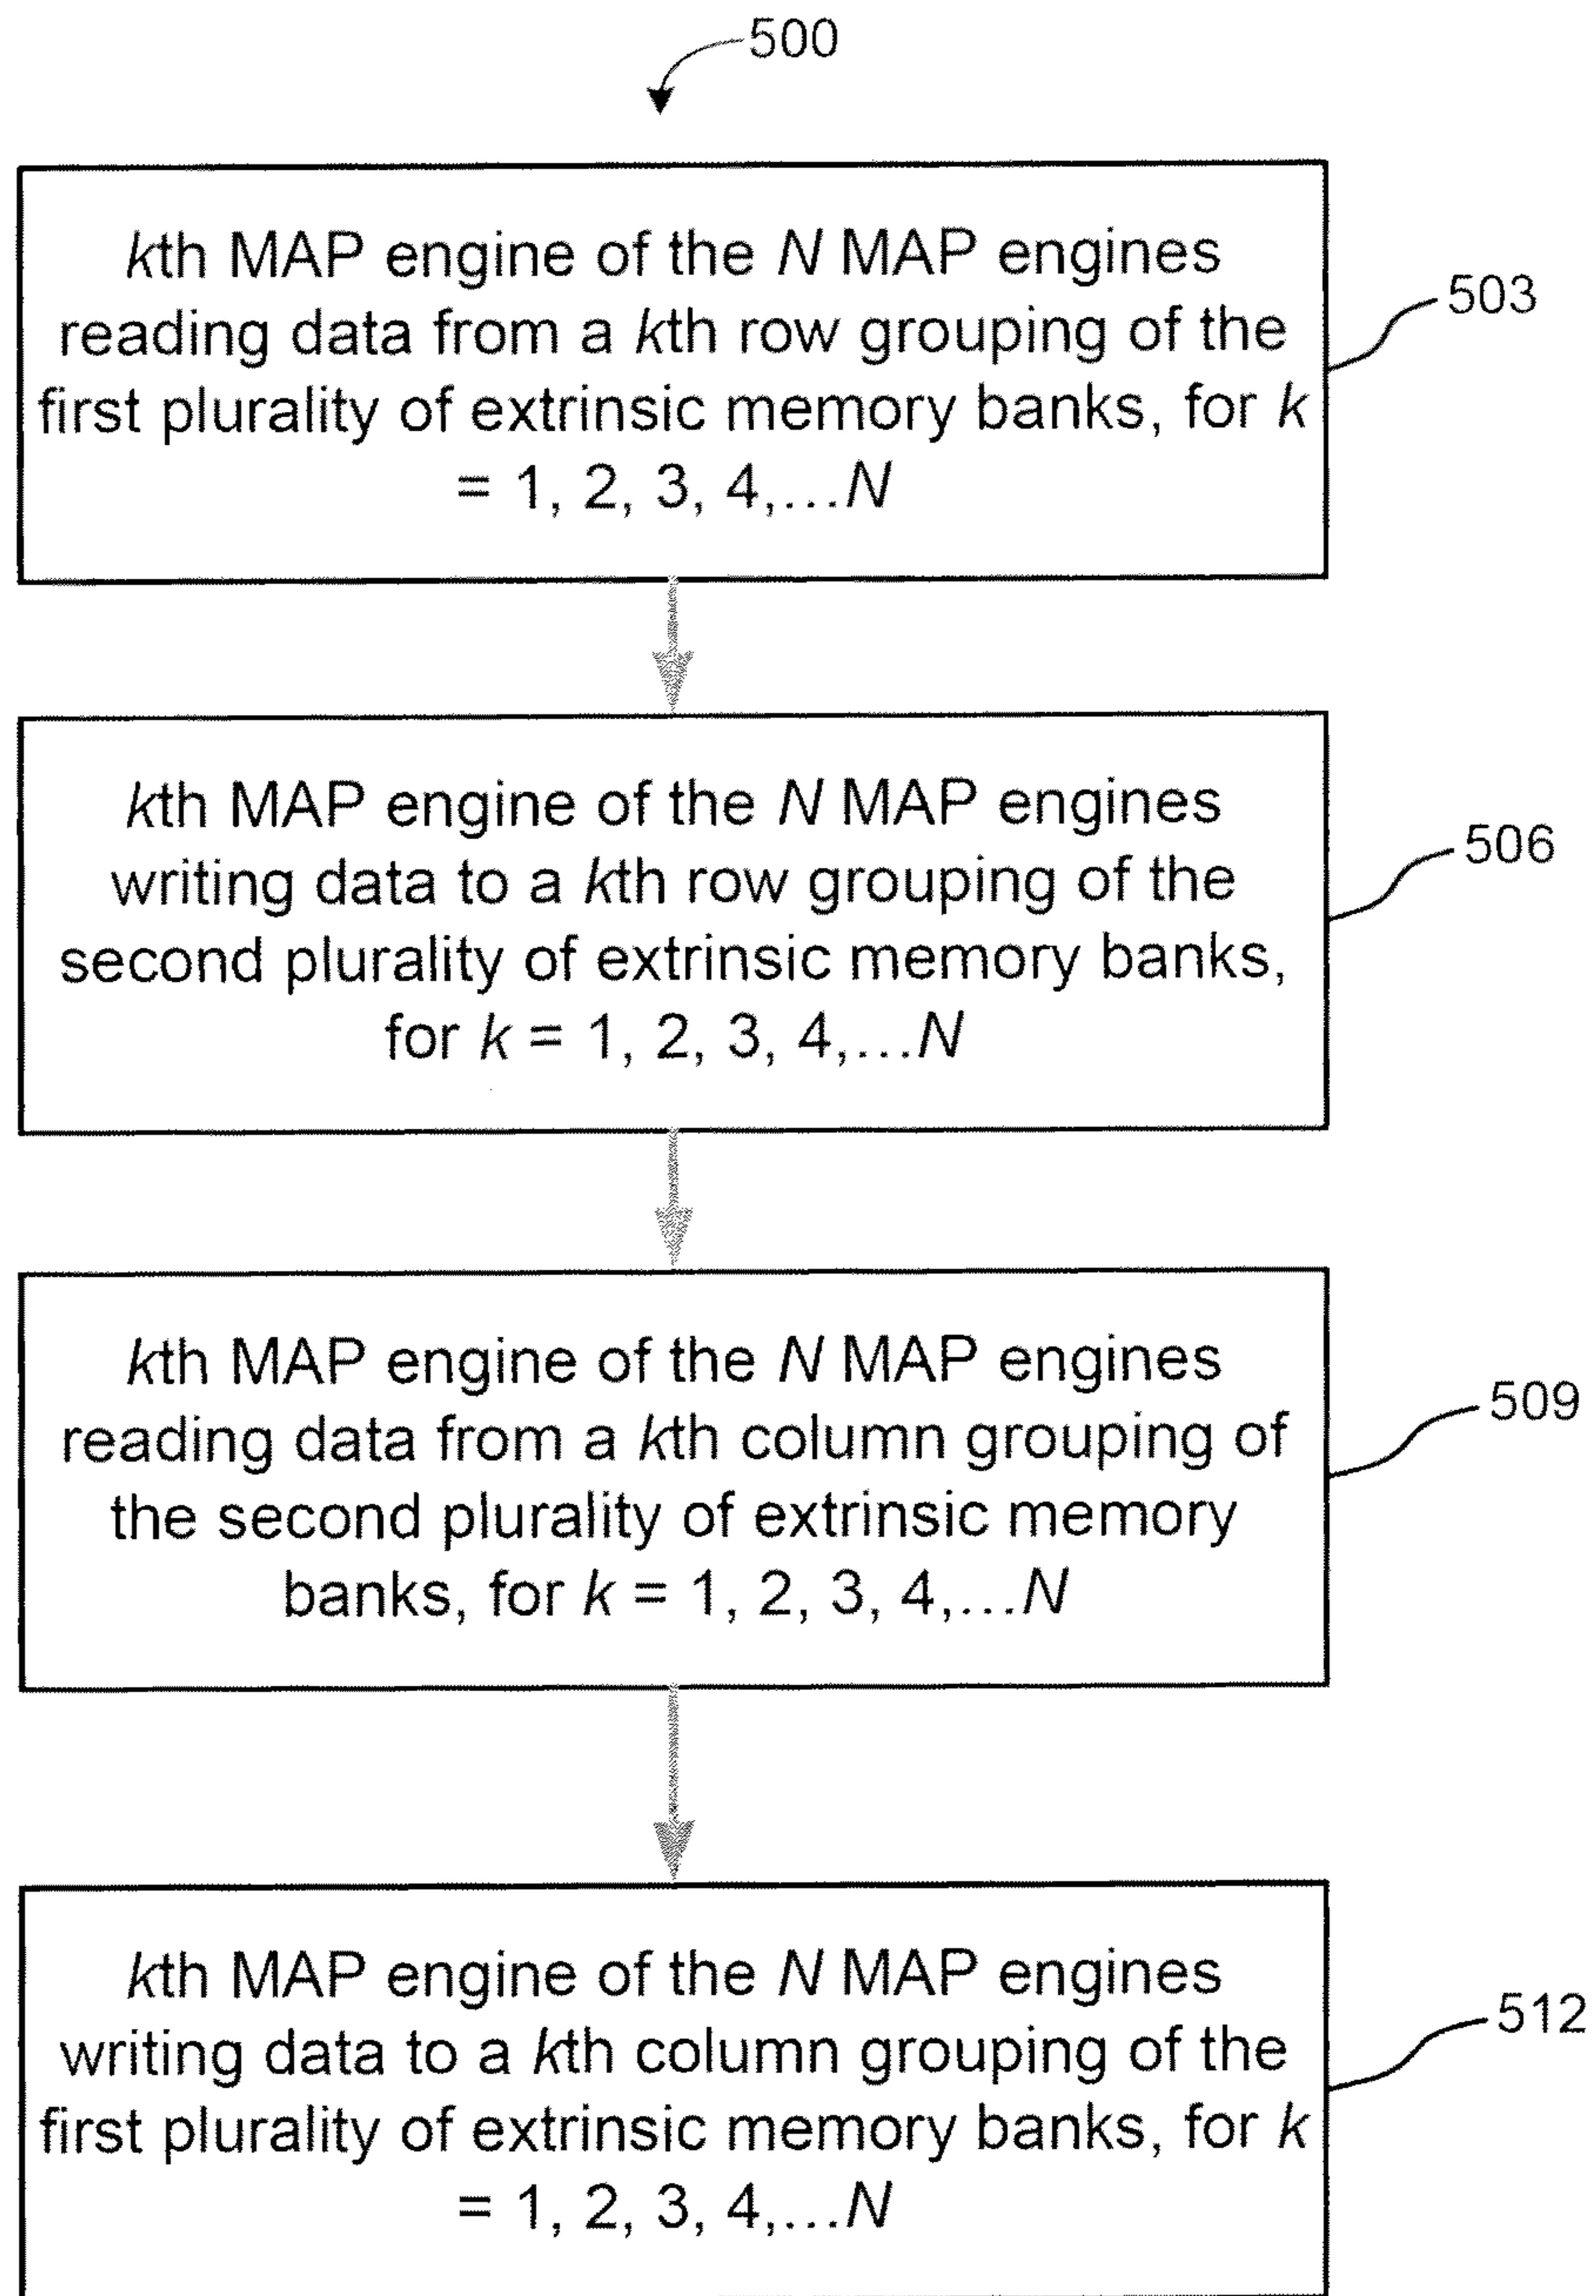 500
kth MAP engine of the N MAP engines
reading data from a kth row grouping of the
first plurality of extrinsic memory banks, for k
= 1, 2, 3, 4,...N
503
kth MAP engine of the N MAP engines
writing data to a kth row grouping of the
second plurality of extrinsic memory banks,
for k = 1, 2, 3, 4,...N
506
kth MAP engine of the N MAP engines
reading data from a kth column grouping of
the second plurality of extrinsic memory
banks, for k = 1, 2, 3, 4,...N
509
kth MAP engine of the N MAP engines
writing data to a kth column grouping of the
first plurality of extrinsic memory banks, for k
= 1, 2, 3, 4,...N
512